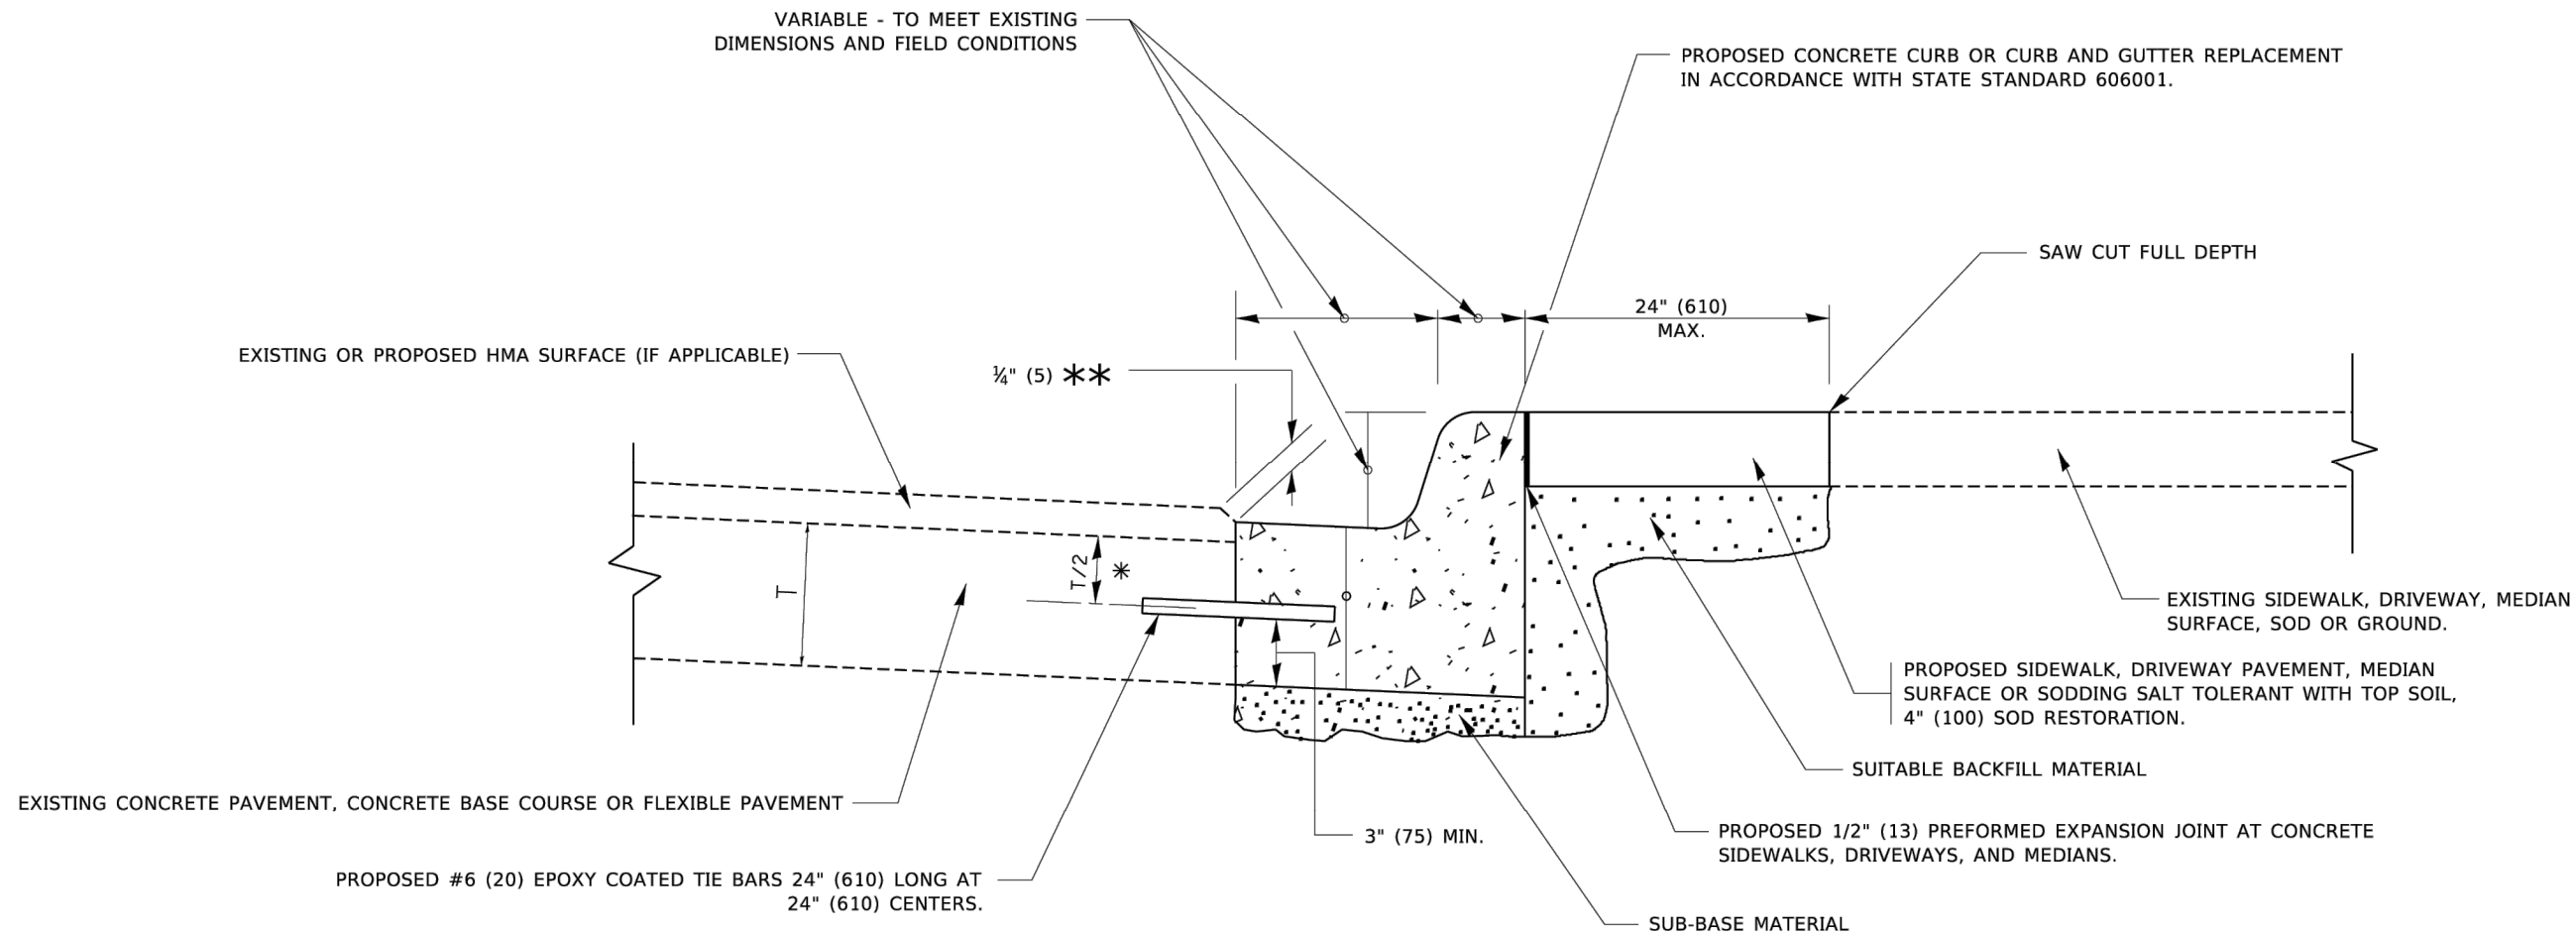 VARIABLE - TO MEET EXISTING
DIMENSIONS AND FIELD CONDITIONS
PROPOSED CONCRETE CURB OR CURB AND GUTTER REPLACEMENT
IN ACCORDANCE WITH STATE STANDARD 606001.
SAW CUT FULL DEPTH
24" (610)
MAX.
EXISTING OR PROPOSED HMA SURFACE (IF APPLICABLE)
¼" (5) **
T/2 *
T
EXISTING SIDEWALK, DRIVEWAY, MEDIAN
SURFACE, SOD OR GROUND.
PROPOSED SIDEWALK, DRIVEWAY PAVEMENT, MEDIAN
SURFACE OR SODDING SALT TOLERANT WITH TOP SOIL,
4" (100) SOD RESTORATION.
SUITABLE BACKFILL MATERIAL
EXISTING CONCRETE PAVEMENT, CONCRETE BASE COURSE OR FLEXIBLE PAVEMENT
3" (75) MIN.
PROPOSED 1/2" (13) PREFORMED EXPANSION JOINT AT CONCRETE
SIDEWALKS, DRIVEWAYS, AND MEDIANS.
PROPOSED #6 (20) EPOXY COATED TIE BARS 24" (610) LONG AT
24" (610) CENTERS.
SUB-BASE MATERIAL